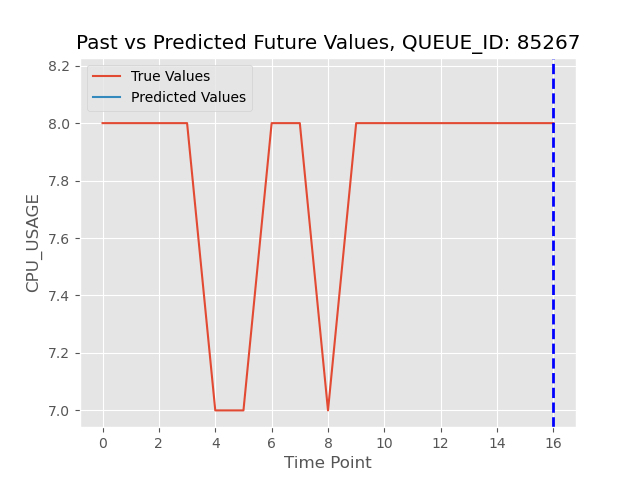 Past vs Predicted Future Values, QUEUE_ID: 85267
True Values
Predicted Values
CPU_USAGE
8.2
8.0
7.8
7.6
7.4
7.2
7.0
0 2 4 6 8 10 12 14 16
Time Point